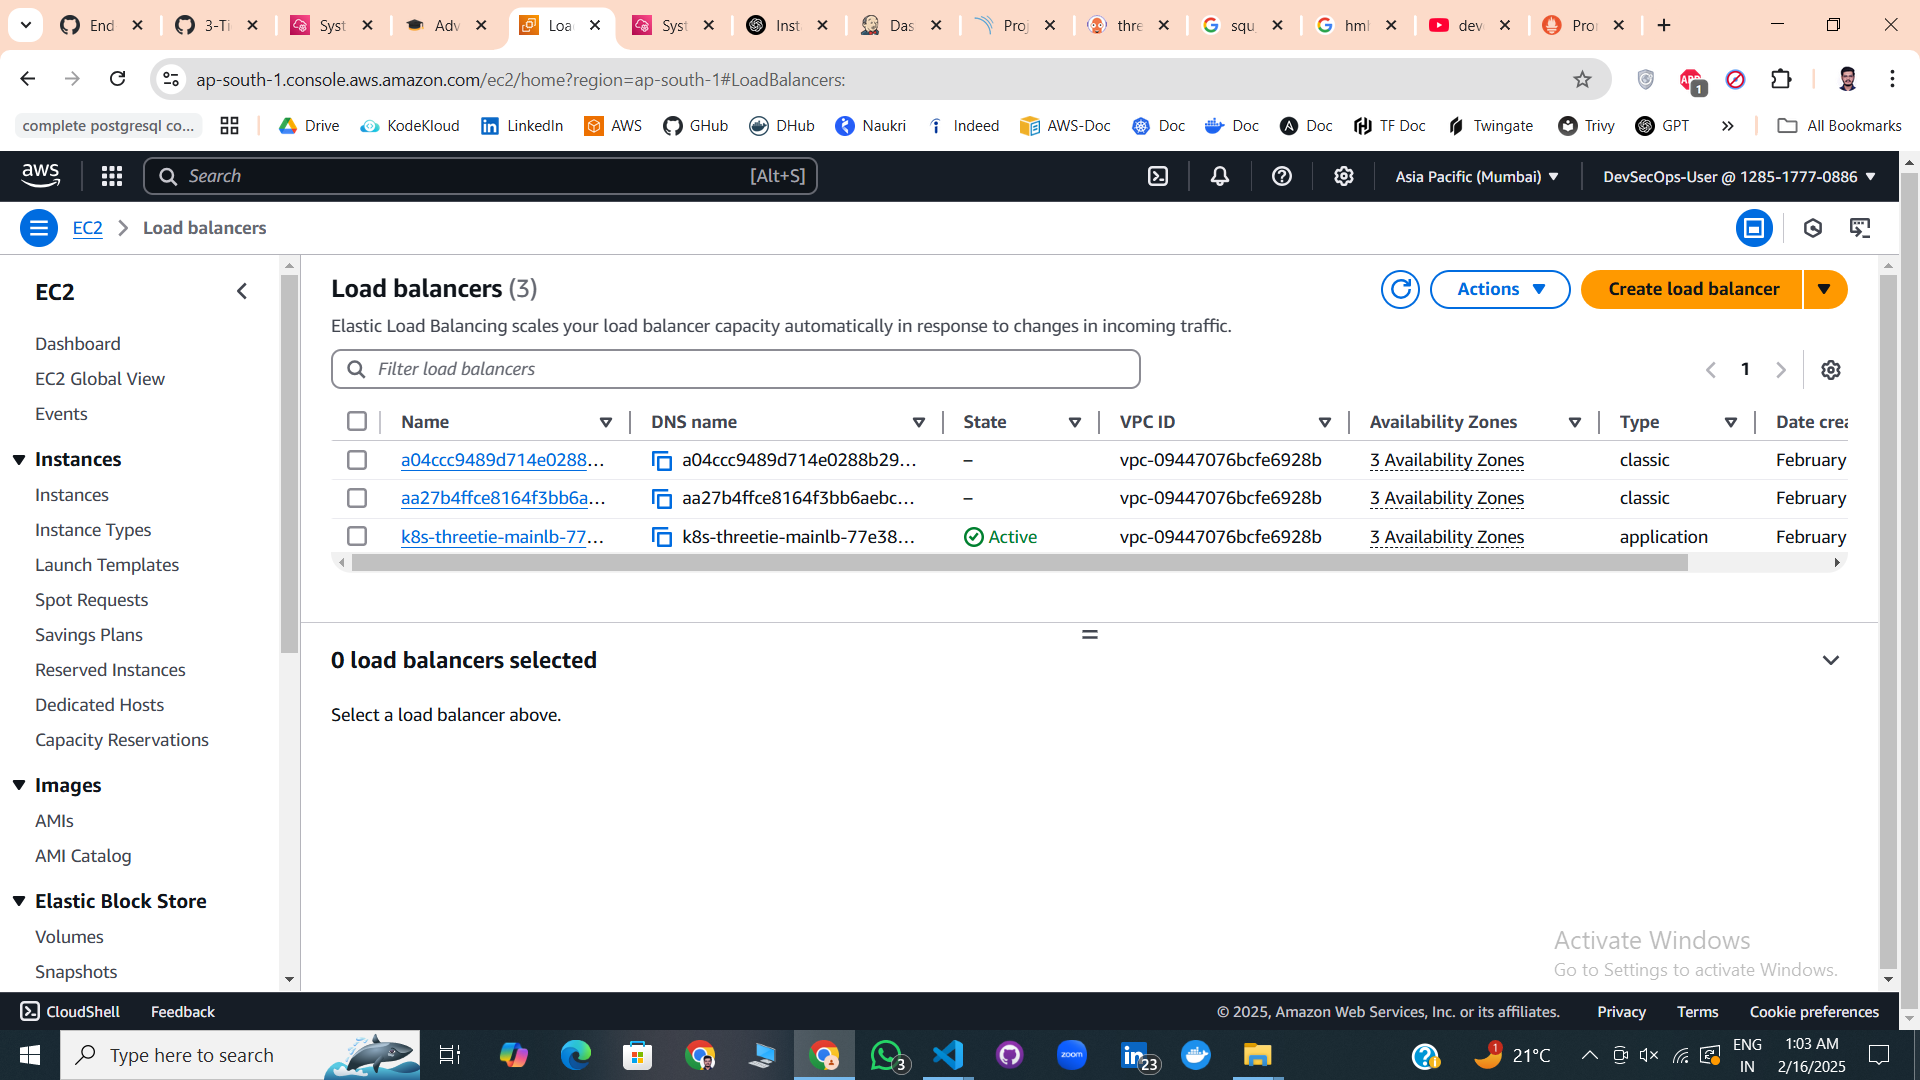 End
3-Ti
Syst
Adv
Loa
Syst
Inst
Das
Proj
thre
squ
hmh
dev
Pro
ap-south-1.console.aws.amazon.com/ec2/home?region=ap-south-1#LoadBalancers:
1
complete postgresql co...
Drive
KodeKloud
LinkedIn
AWS
GHub
DHub
Naukri
Indeed
AWS-Doc
Doc
Doc
Doc
TF Doc
Twingate
Trivy
GPT
All Bookmarks
aws
Search
[Alt+S]
Asia Pacific (Mumbai)
DevSecOps-User @ 1285-1777-0886
EC2
Load balancers
EC2
Dashboard
EC2 Global View
Events
Instances
Instances
Instance Types
Launch Templates
Spot Requests
Savings Plans
Reserved Instances
Dedicated Hosts
Capacity Reservations
Images
AMIs
AMI Catalog
Elastic Block Store
Volumes
Snapshots
Load balancers (3)
Actions
Create load balancer
Elastic Load Balancing scales your load balancer capacity automatically in response to changes in incoming traffic.
Filter load balancers
1
Name DNS name State VPC ID Availability Zones Type Date crea
a04ccc9489d714e0288... a04ccc9489d714e0288b29... – vpc-09447076bcfe6928b 3 Availability Zones classic February
aa27b4ffce8164f3bb6a... aa27b4ffce8164f3bb6aebc... – vpc-09447076bcfe6928b 3 Availability Zones classic February
k8s-threetie-mainlb-77... k8s-threetie-mainlb-77e38... Active vpc-09447076bcfe6928b 3 Availability Zones application February
0 load balancers selected
Select a load balancer above.
Activate Windows
Go to Settings to activate Windows.
CloudShell
Feedback
© 2025, Amazon Web Services, Inc. or its affiliates.
Privacy
Terms
Cookie preferences
Type here to search
3
zoom
23
1
21°C
ENG
IN
1:03 AM
2/16/2025